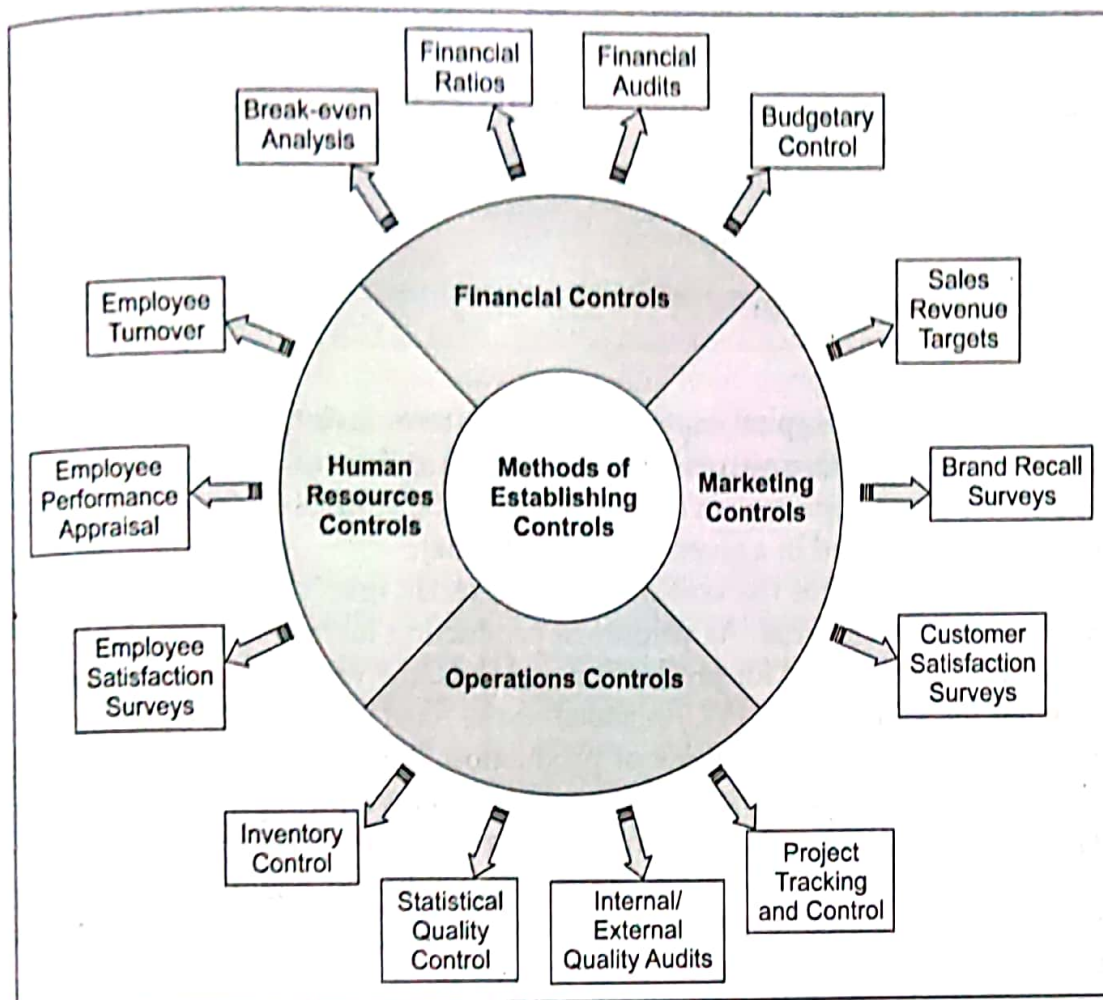 Financial
Ratios
Financial
Audits
Break-even
Analysis
Budgetary
Control
Financial Controls
Employee
Turnover
Sales
Revenue
Targets
Employee
Performance
Appraisal
Human
Resources
Controls
Methods of
Establishing
Controls
Marketing
Controls
Brand Recall
Surveys
Employee
Satisfaction
Surveys
Operations Controls
Customer
Satisfaction
Surveys
Inventory
Control
Statistical
Quality
Control
Internal/
External
Quality Audits
Project
Tracking
and Control